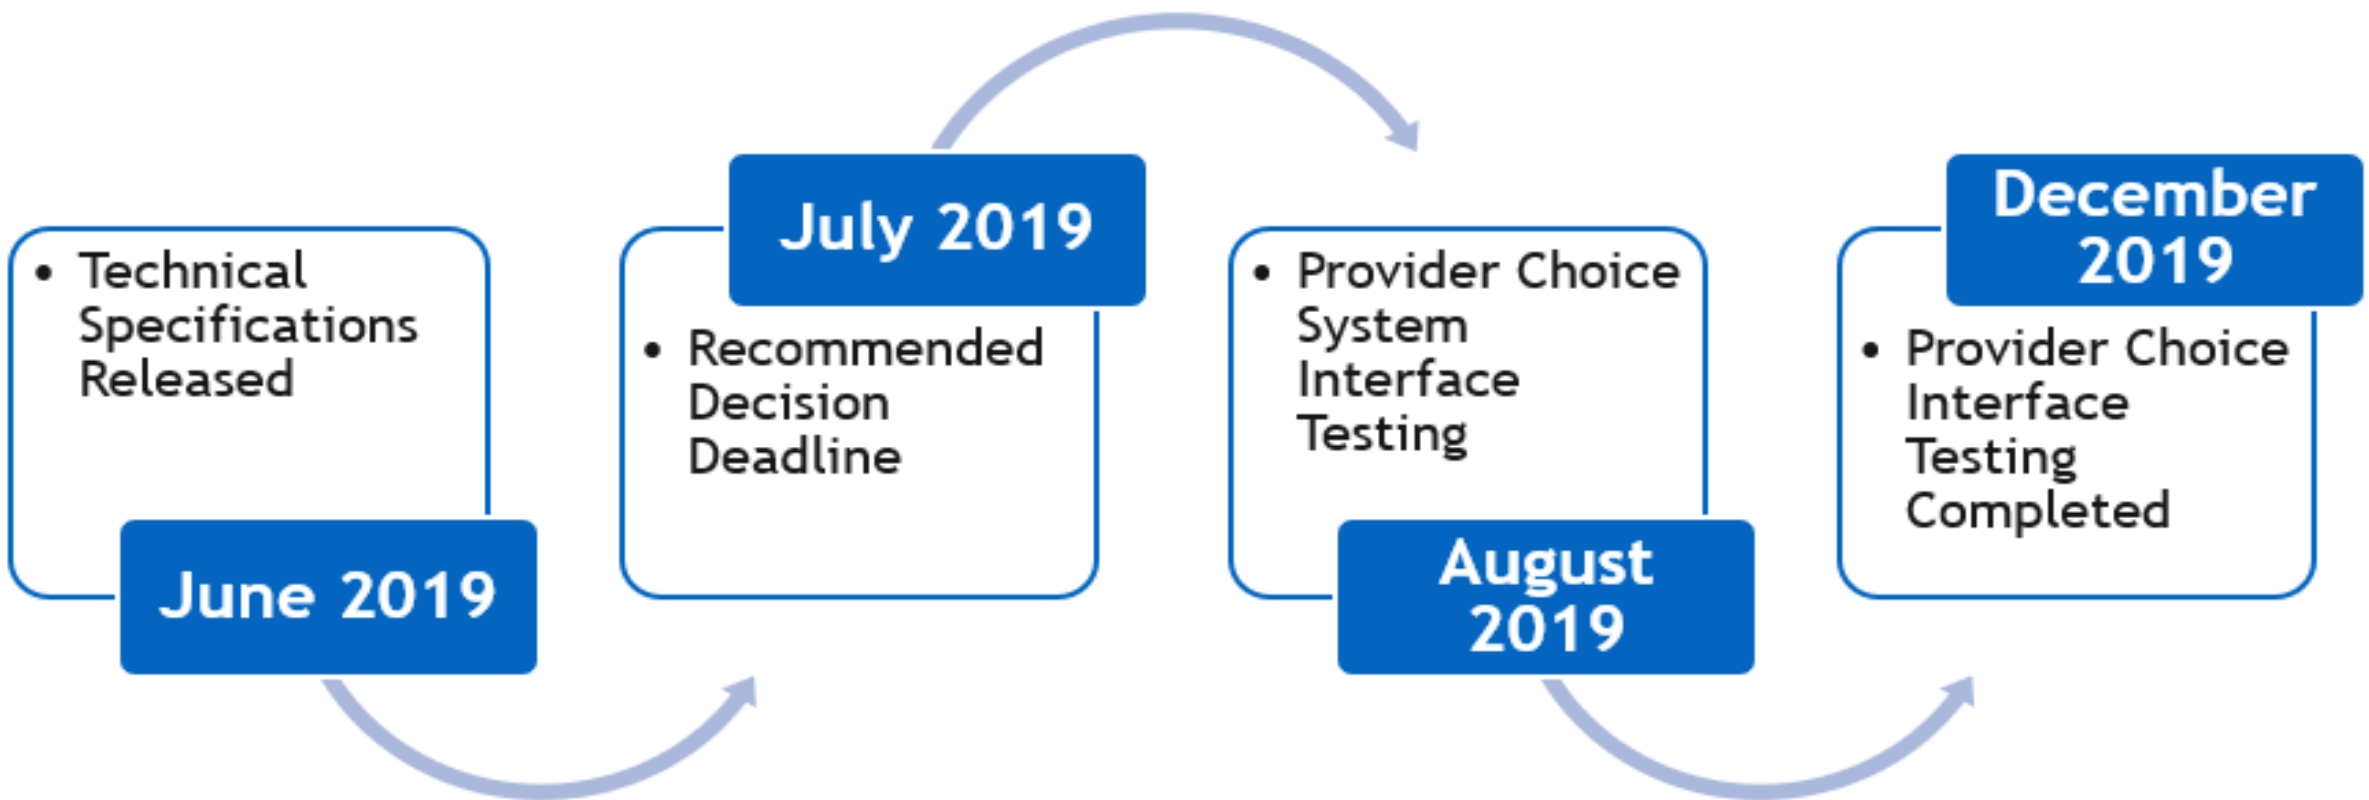 • Technical
Specifications
Released
June 2019
July 2019
• Recommended
Decision
Deadline
• Provider Choice
System
Interface
Testing
August
2019
December
2019
• Provider Choice
Interface
Testing
Completed